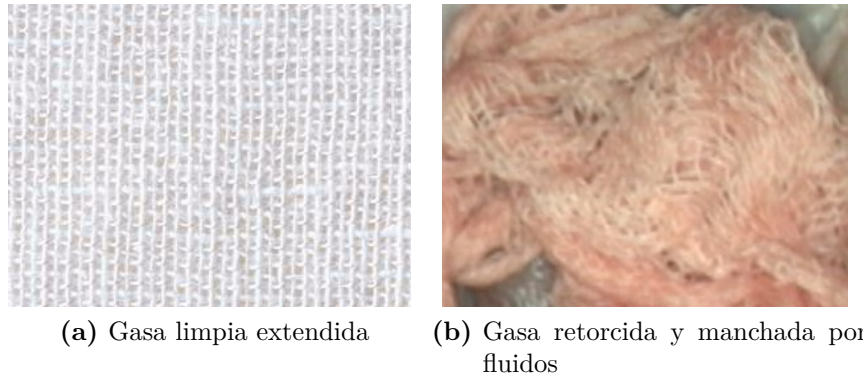 (a) Gasa limpia extendida
(b) Gasa retorcida y manchada por
fluidos